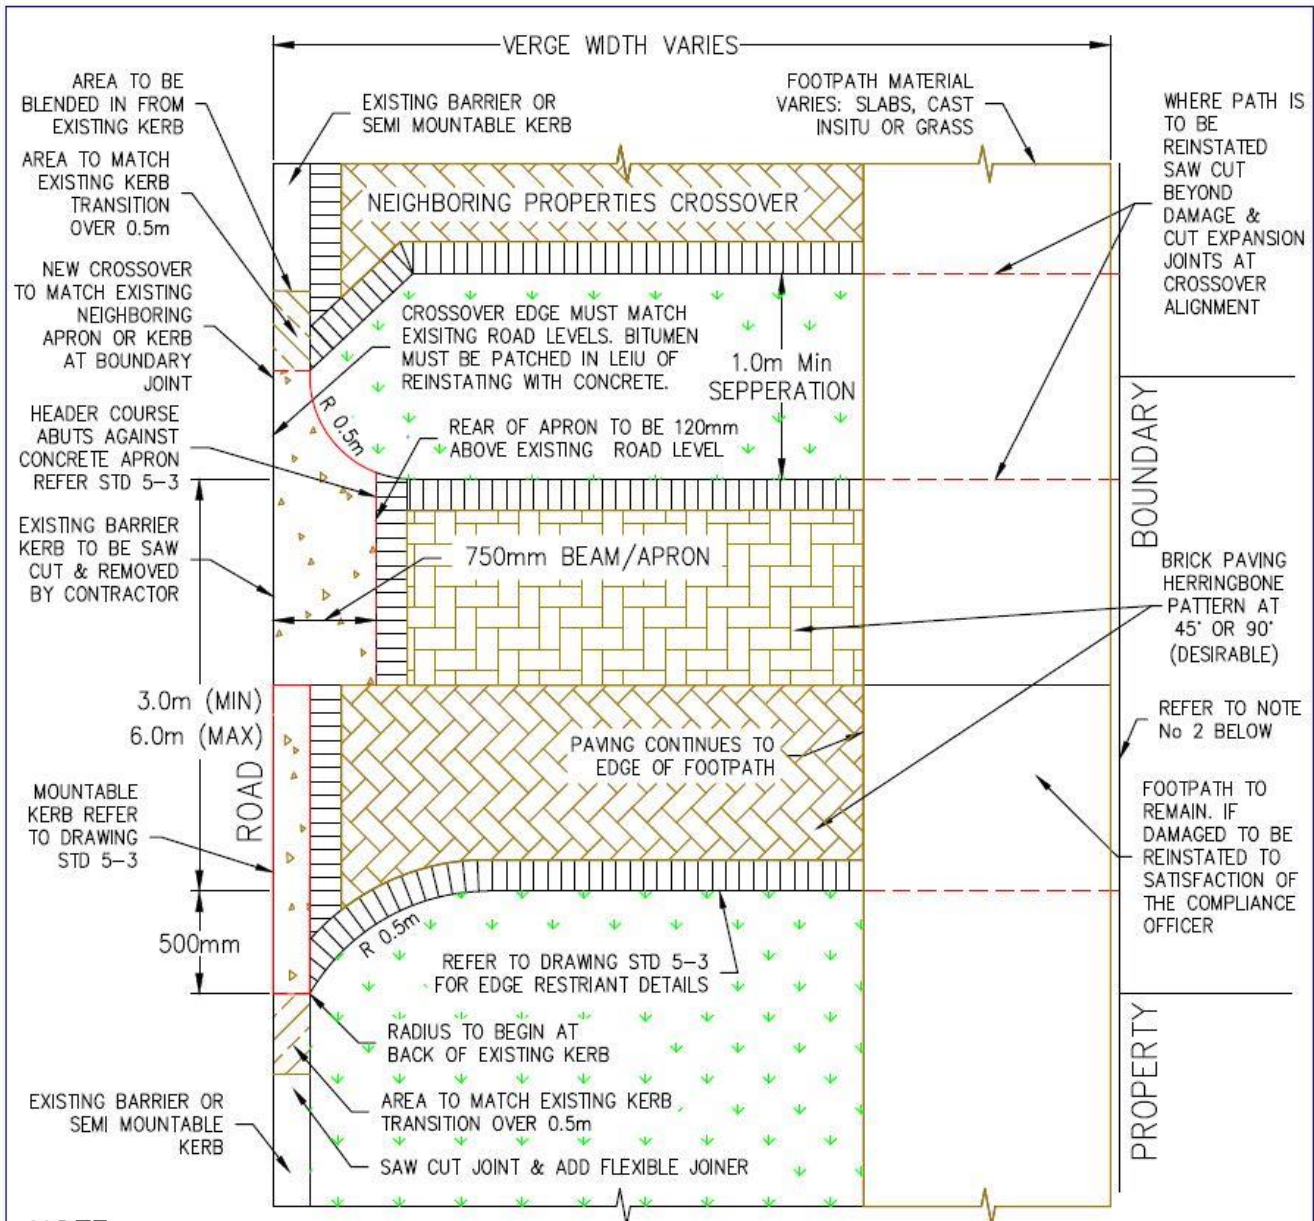 VERGE WIDTH VARIES
AREA TO BE
BLENDED IN FROM
EXISTING KERB
EXISTING BARRIER OR
SEMI MOUNTABLE KERB
FOOTPATH MATERIAL
VARIES: SLABS, CAST
INSITU OR GRASS
WHERE PATH IS
TO BE
REINSTATED
SAW CUT
BEYOND
DAMAGE &
CUT EXPANSION
JOINTS AT
CROSSOVER
ALIGNMENT
AREA TO MATCH
EXISTING KERB
TRANSITION
OVER 0.5m
NEIGHBORING PROPERTIES CROSSOVER
NEW CROSSOVER
TO MATCH EXISTING
NEIGHBORING
APRON OR KERB
AT BOUNDARY
JOINT
CROSSOVER EDGE MUST MATCH
EXISITNG ROAD LEVELS. BITUMEN
MUST BE PATCHED IN LEIU OF
REINSTATING WITH CONCRETE.
1.0m Min
SEPPERATION
R 0.5m
HEADER COURSE
ABUTS AGAINST
CONCRETE APRON
REFER STD 5-3
REAR OF APRON TO BE 120mm
ABOVE EXISTING ROAD LEVEL
BOUNDARY
EXISTING BARRIER
KERB TO BE SAW
CUT & REMOVED
BY CONTRACTOR
750mm BEAM/APRON
BRICK PAVING
HERRINGBONE
PATTERN AT
45° OR 90°
(DESIRABLE)
3.0m (MIN)
6.0m (MAX)
ROAD
PAVING CONTINUES TO
EDGE OF FOOTPATH
REFER TO NOTE
No 2 BELOW
MOUNTABLE
KERB REFER
TO DRAWING
STD 5-3
FOOTPATH TO
REMAIN. IF
DAMAGED TO BE
REINSTATED TO
SATISFACTION OF
THE COMPLIANCE
OFFICER
500mm
R 0.5m
REFER TO DRAWING STD 5-3
FOR EDGE RESTRIANT DETAILS
RADIUS TO BEGIN AT
BACK OF EXISTING KERB
PROPERTY
EXISTING BARRIER OR
SEMI MOUNTABLE
KERB
AREA TO MATCH EXISTING KERB
TRANSITION OVER 0.5m
SAW CUT JOINT & ADD FLEXIBLE JOINER